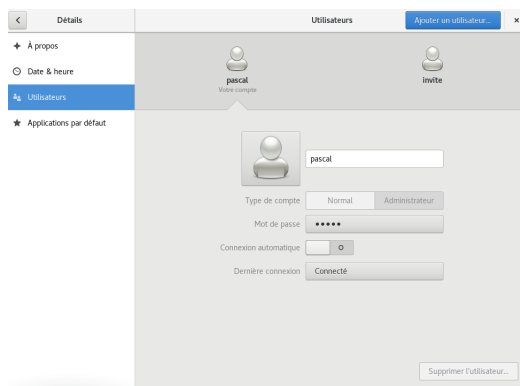 Détails
Utilisateurs
Ajouter un utilisateur...
À propos
Date & heure
Utilisateurs
Applications par défaut
pascal
Votre compte
invite
pascal
Type de compte
Normal
Administrateur
Mot de passe
•••••
Connexion automatique
O
Dernière connexion
Connecté
Supprimer l'utilisateur...